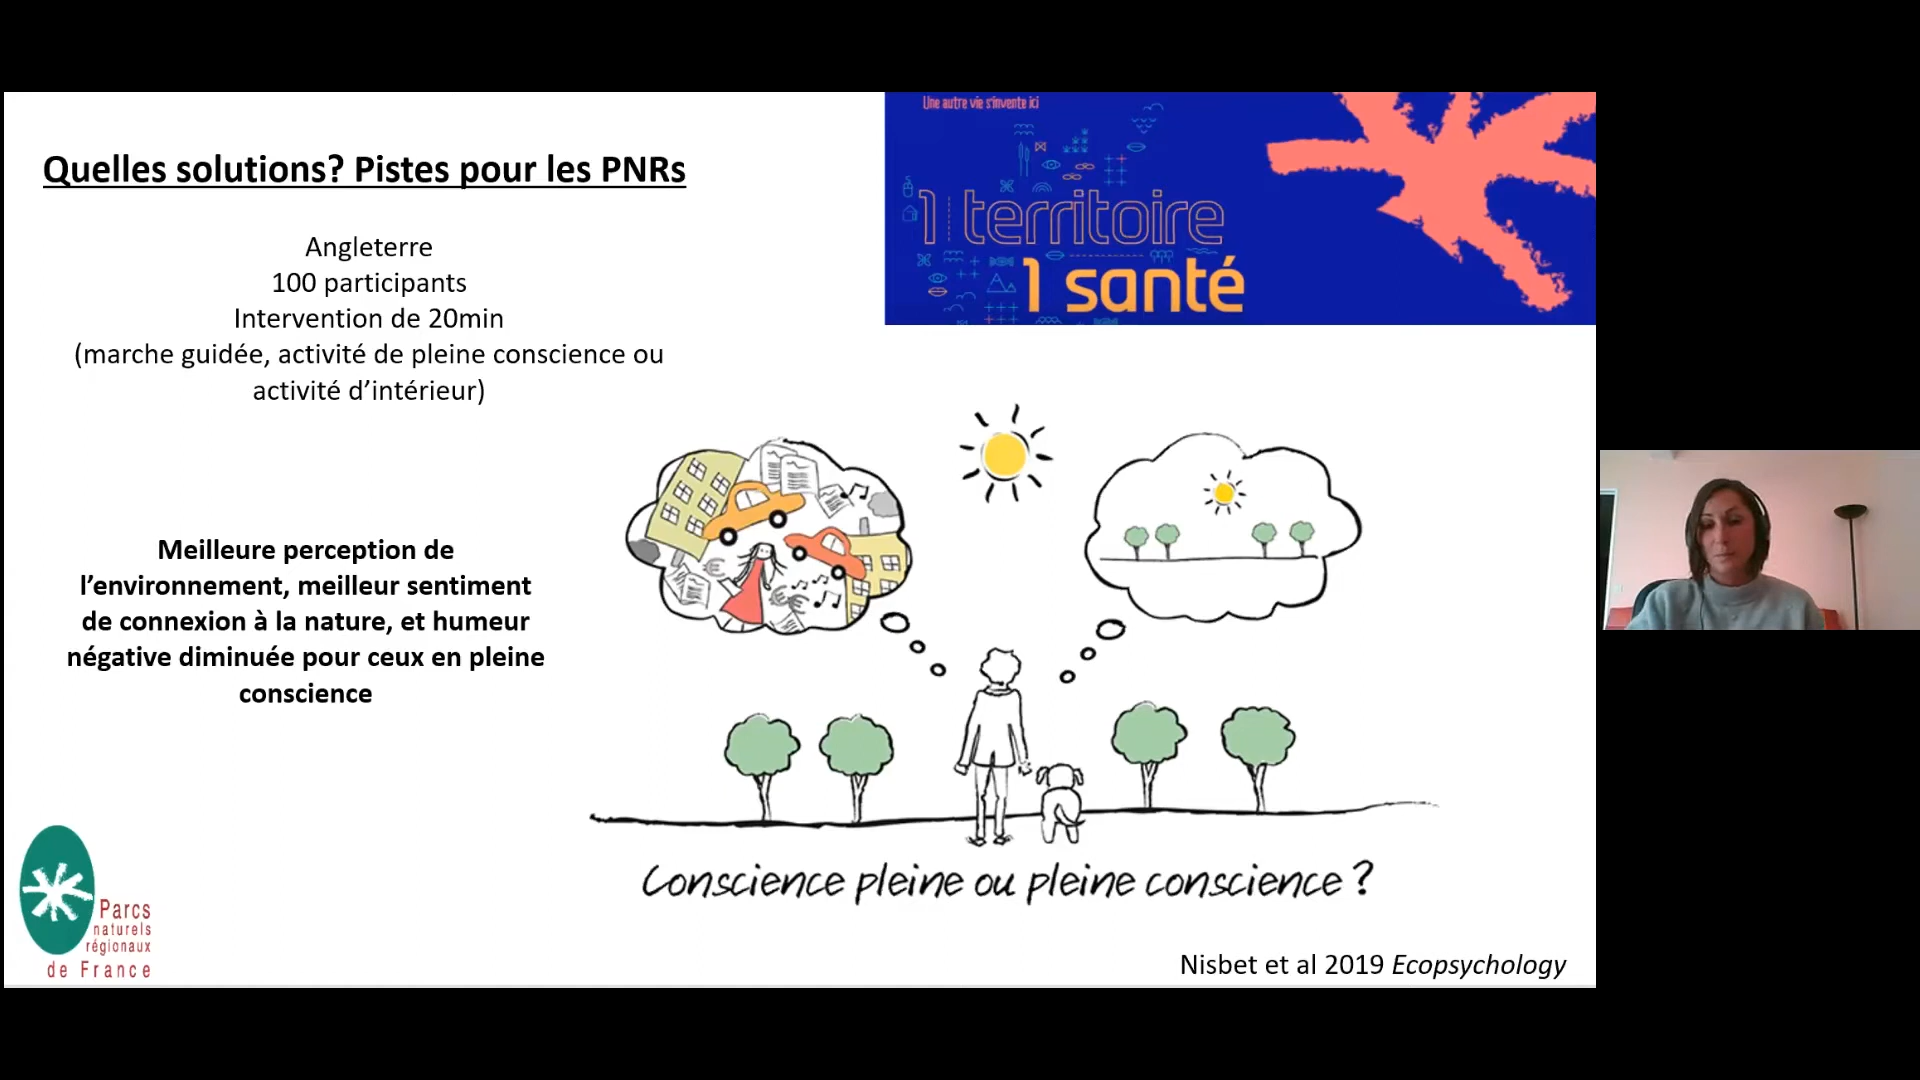 Une autre vie s'invente ici
1 territoire
1 santé
Quelles solutions? Pistes pour les PNRs
Angleterre
100 participants
Intervention de 20min
(marche guidée, activité de pleine conscience ou
activité d’intérieur)
Meilleure perception de
l’environnement, meilleur sentiment
de connexion à la nature, et humeur
négative diminuée pour ceux en pleine
conscience
Conscience pleine ou pleine conscience ?
Parcs
naturels
régionaux
de France
Nisbet et al 2019 Ecopsychology